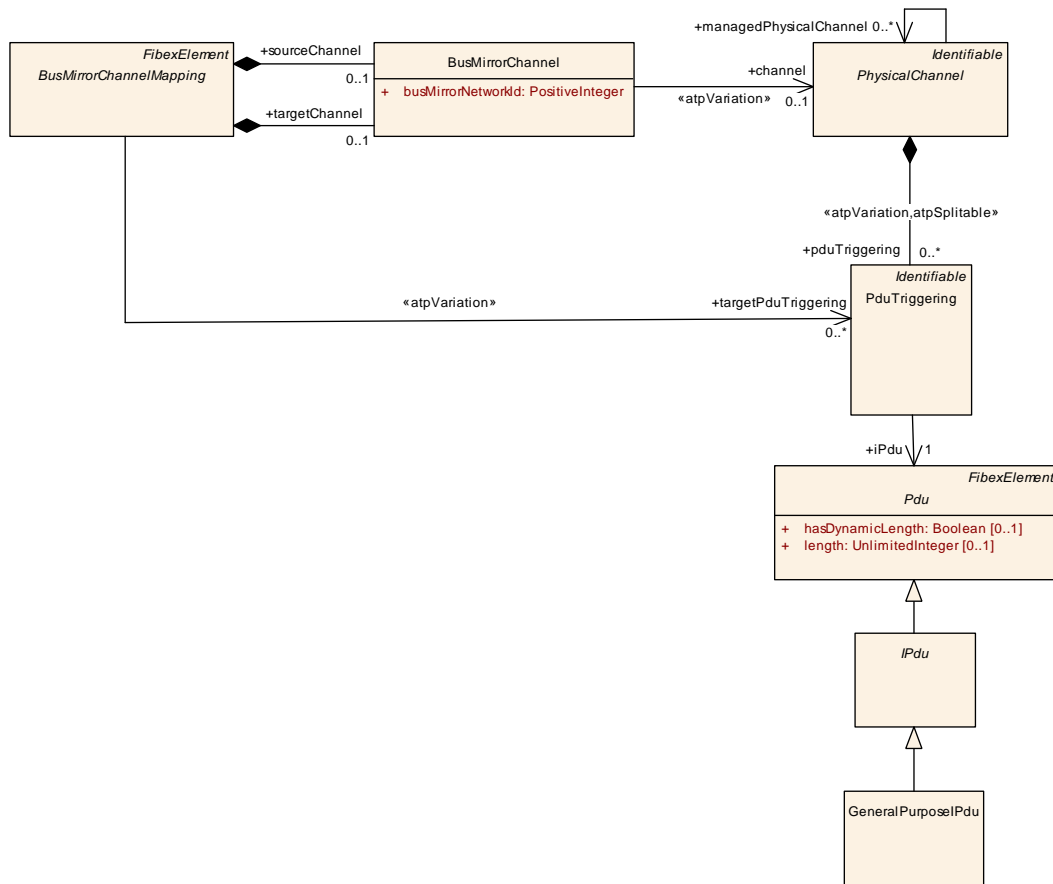 +managedPhysicalChannel 0..*
FibexElement
BusMirrorChannelMapping
+sourceChannel
0..1
+targetChannel
0..1
BusMirrorChannel
+ busMirrorNetworkId: PositiveInteger
+channel
«atpVariation» 0..1
Identifiable
PhysicalChannel
«atpVariation,atpSplitable»
+pduTriggering 0..*
Identifiable
PduTriggering
«atpVariation»
+targetPduTriggering
0..*
+iPdu 1
FibexElement
Pdu
+ hasDynamicLength: Boolean [0..1]
+ length: UnlimitedInteger [0..1]
IPdu
GeneralPurposeIPdu